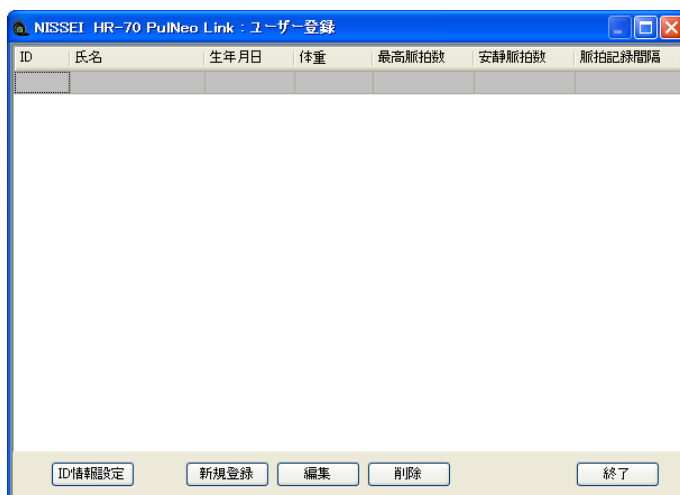 NISSEI HR-70 PulNeo Link：ユーザー登録
ID 氏名 生年月日 体重 最高脈拍数 安静脈拍数 脈拍記録間隔
ID情報設定 新規登録 編集 削除 終了